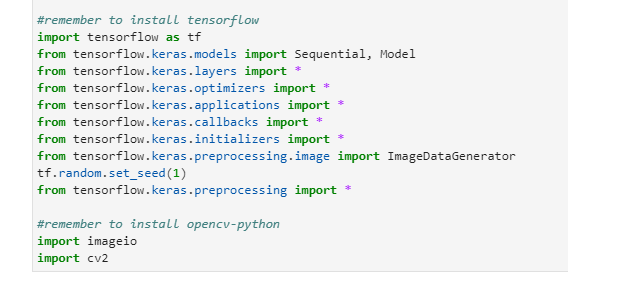 #remember to install tensorflow
import tensorflow as tf
from tensorflow.keras.models import Sequential, Model
from tensorflow.keras.layers import *
from tensorflow.keras.optimizers import *
from tensorflow.keras.applications import *
from tensorflow.keras.callbacks import *
from tensorflow.keras.initializers import *
from tensorflow.keras.preprocessing.image import ImageDataGenerator
tf.random.set_seed(1)
from tensorflow.keras.preprocessing import *
#remember to install opencv-python
import imageio
import cv2